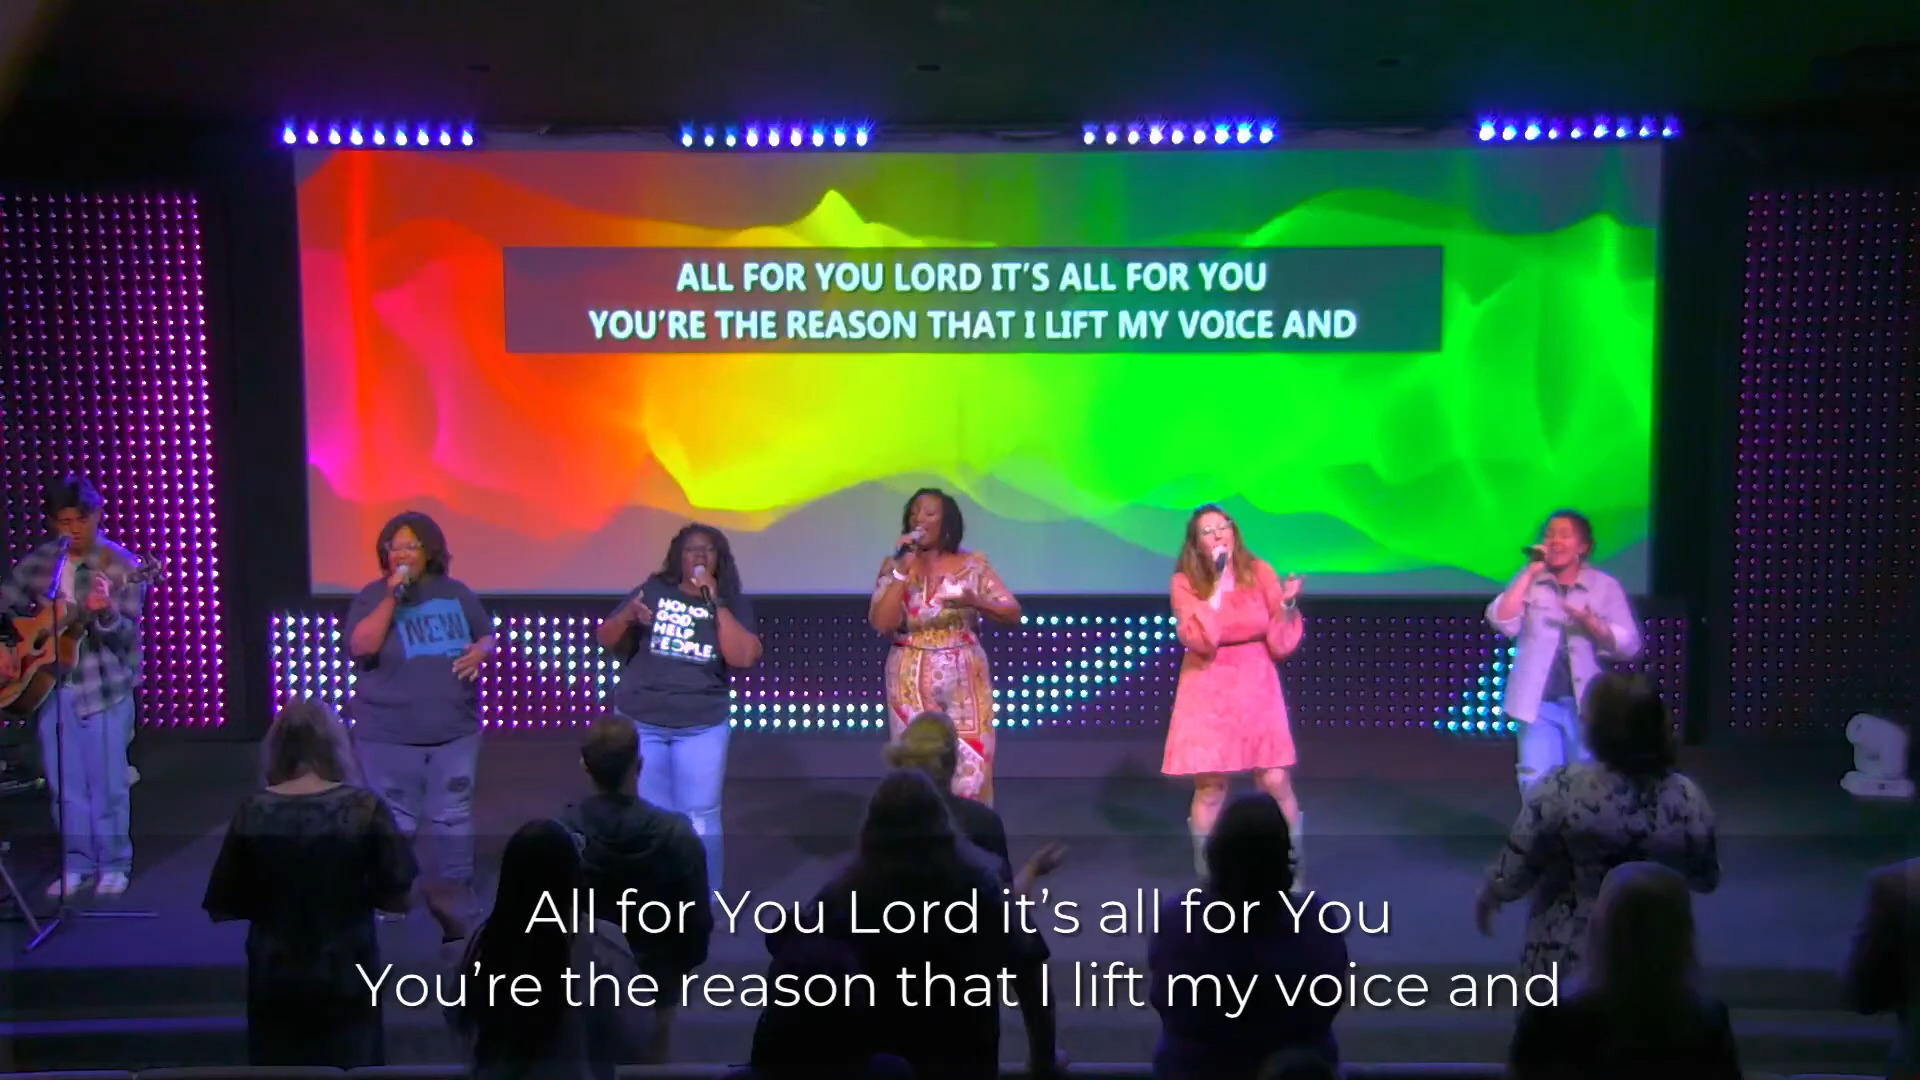 ALL FOR YOU LORD IT'S ALL FOR YOU
YOU'RE THE REASON THAT I LIFT MY VOICE AND
NEW
HONOR
GOD.
HELP
PEOPLE.
All for You Lord it's all for You
You're the reason that I lift my voice and